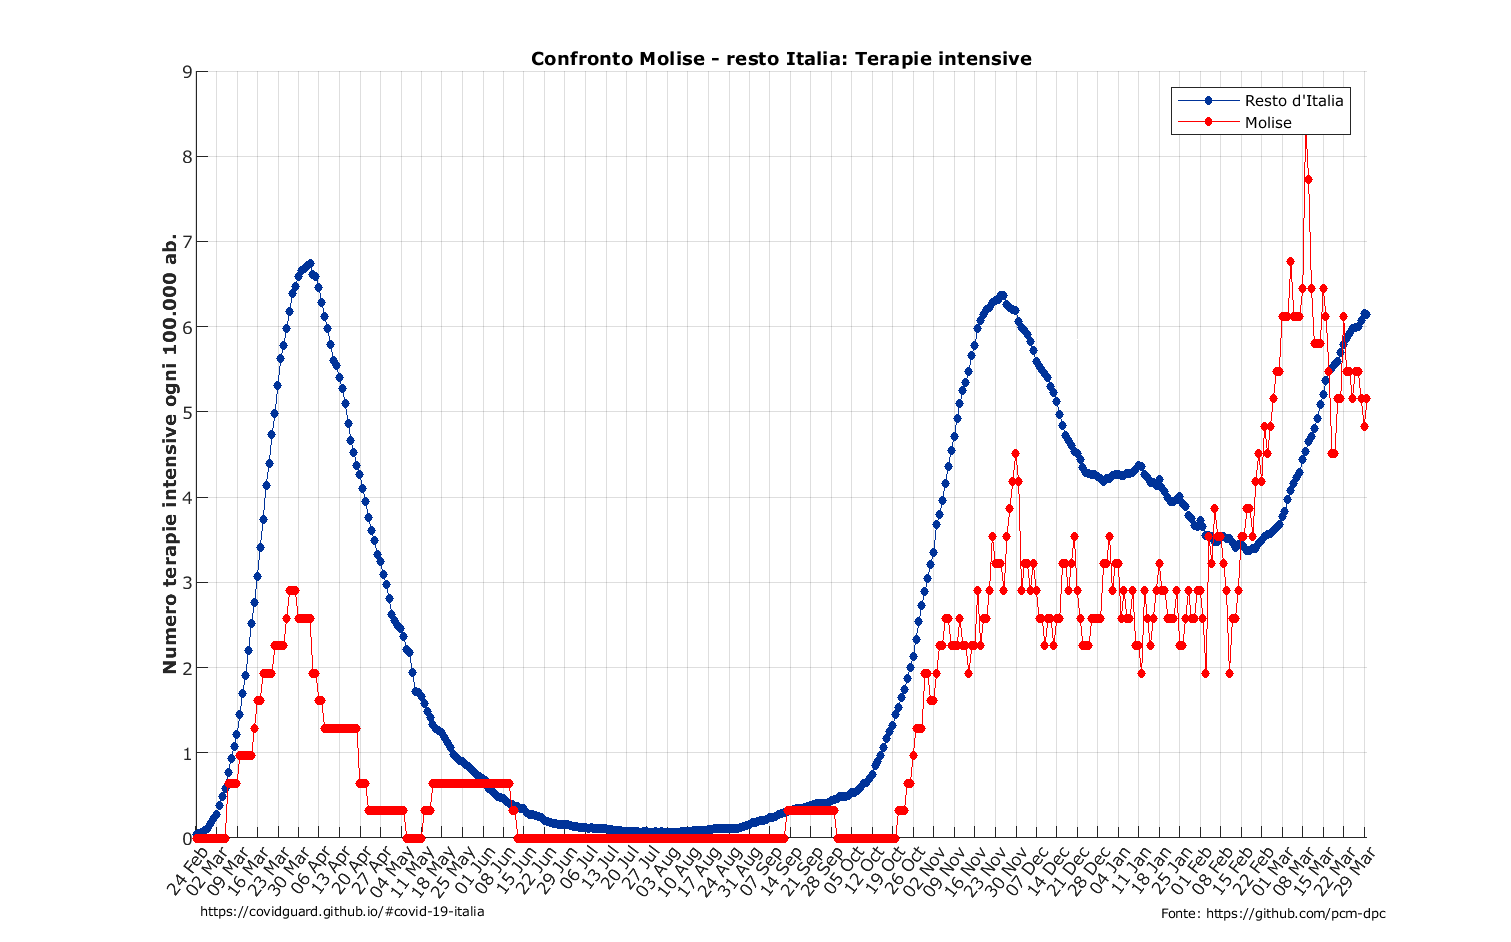 Confronto Molise - resto Italia: Terapie intensive
Resto d'Italia
Molise
Numero terapie intensive ogni 100.000 ab.
9
8
7
6
5
4
3
2
1
0
24 Feb
02 Mar
09 Mar
16 Mar
23 Mar
30 Mar
06 Apr
13 Apr
20 Apr
27 Apr
04 May
11 May
18 May
25 May
01 Jun
08 Jun
15 Jun
22 Jun
29 Jun
06 Jul
13 Jul
20 Jul
27 Jul
03 Aug
10 Aug
17 Aug
24 Aug
31 Aug
07 Sep
14 Sep
21 Sep
28 Sep
05 Oct
12 Oct
19 Oct
26 Oct
02 Nov
09 Nov
16 Nov
23 Nov
30 Nov
07 Dec
14 Dec
21 Dec
28 Dec
04 Jan
11 Jan
18 Jan
25 Jan
01 Feb
08 Feb
15 Feb
22 Feb
01 Mar
08 Mar
15 Mar
22 Mar
29 Mar
https://covidguard.github.io/#covid-19-italia
Fonte: https://github.com/pcm-dpc